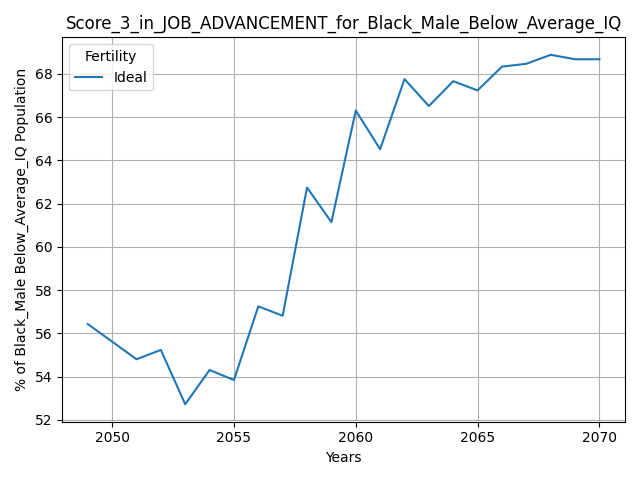 Score_3_in_JOB_ADVANCEMENT_for_Black_Male_Below_Average_IQ
Fertility
Ideal
% of Black_Male Below_Average_IQ Population
68
66
64
62
60
58
56
54
52
2050
2055
2060
2065
2070
Years